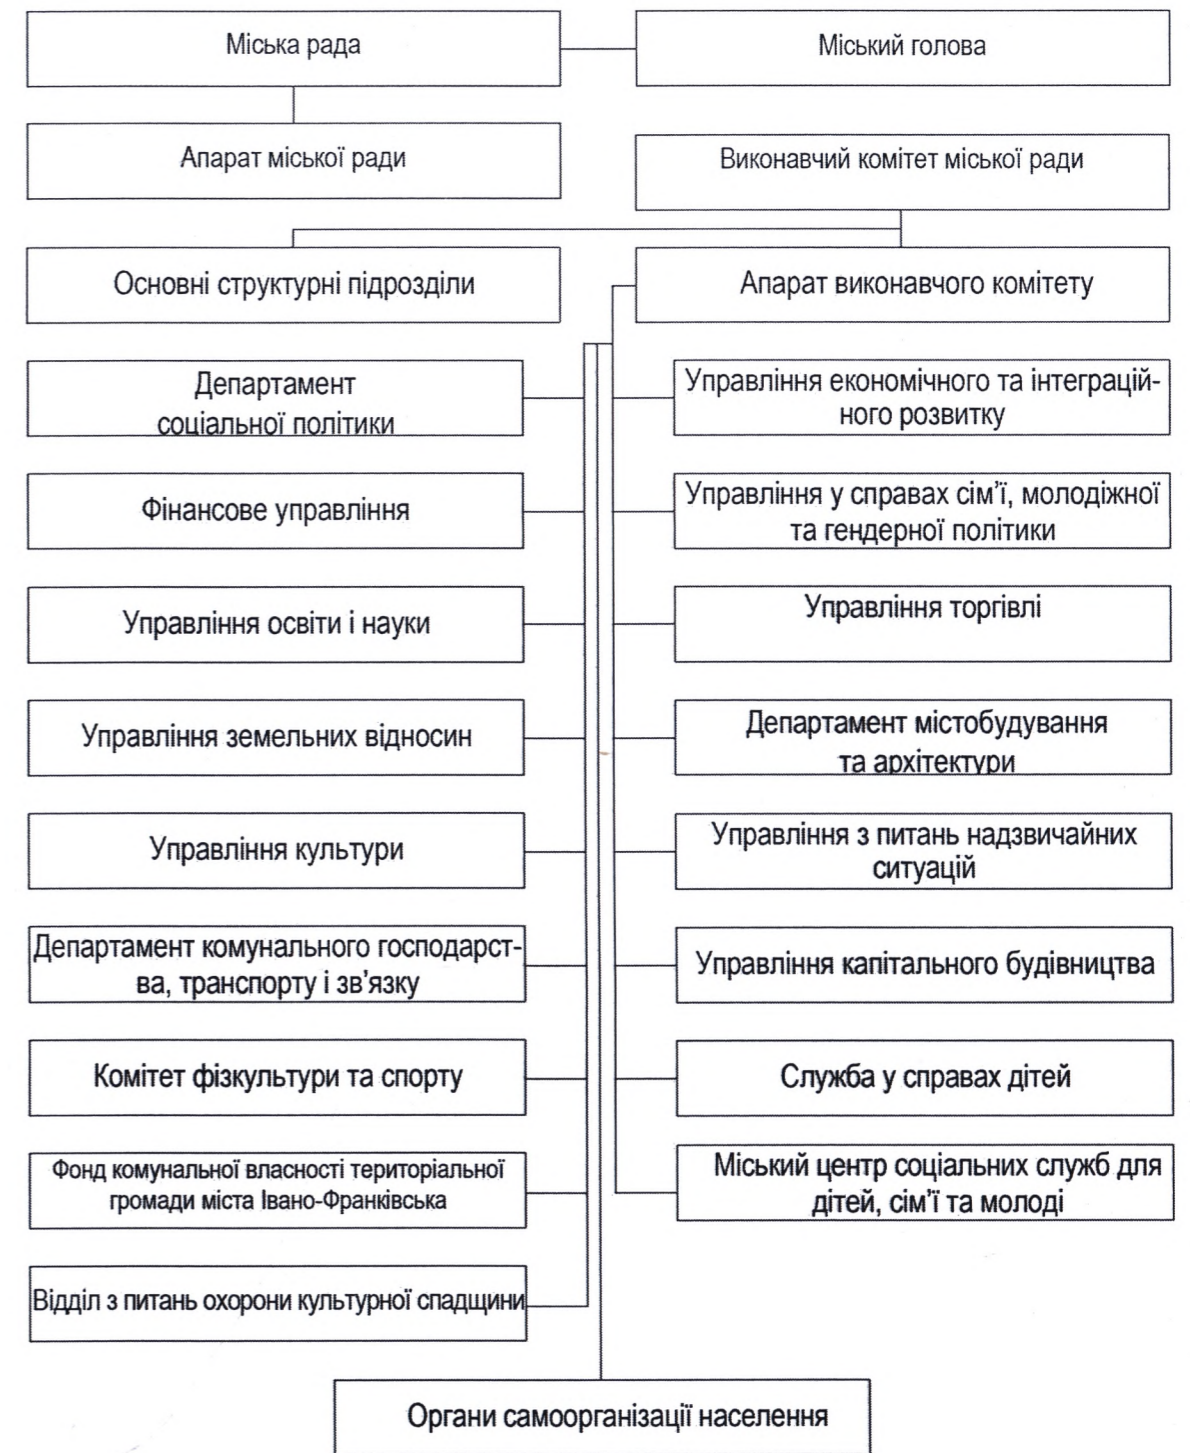 Міська рада
Міський голова
Апарат міської ради
Виконавчий комітет міської ради
Основні структурні підрозділи
Апарат виконавчого комітету
Департамент
соціальної політики
Управління економічного та інтеграцій-
ного розвитку
Фінансове управління
Управління у справах сім’ї, молодіжної
та гендерної політики
Управління освіти і науки
Управління торгівлі
Управління земельних відносин
Департамент містобудування
та архітектури
Управління культури
Управління з питань надзвичайних
ситуацій
Департамент комунального господарст-
ва, транспорту і зв’язку
Управління капітального будівництва
Комітет фізкультури та спорту
Служба у справах дітей
Фонд комунальної власності територіальної
громади міста Івано-Франківська
Міський центр соціальних служб для
дітей, сім’ї та молоді
Відділ з питань охорони культурної спадщини
Органи самоорганізації населення